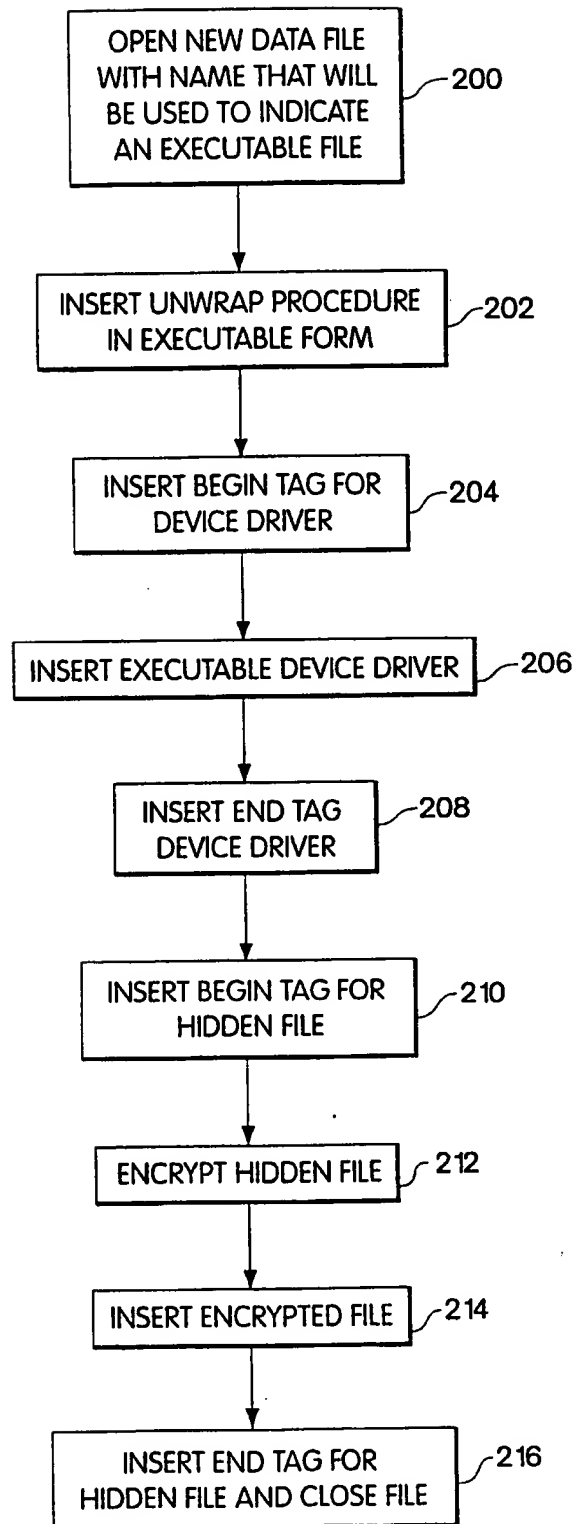 OPEN NEW DATA FILE
WITH NAME THAT WILL
BE USED TO INDICATE
AN EXECUTABLE FILE
200
INSERT UNWRAP PROCEDURE
IN EXECUTABLE FORM
202
INSERT BEGIN TAG FOR
DEVICE DRIVER
204
INSERT EXECUTABLE DEVICE DRIVER
206
INSERT END TAG
DEVICE DRIVER
208
INSERT BEGIN TAG FOR
HIDDEN FILE
210
ENCRYPT HIDDEN FILE
212
INSERT ENCRYPTED FILE
214
INSERT END TAG FOR
HIDDEN FILE AND CLOSE FILE
216